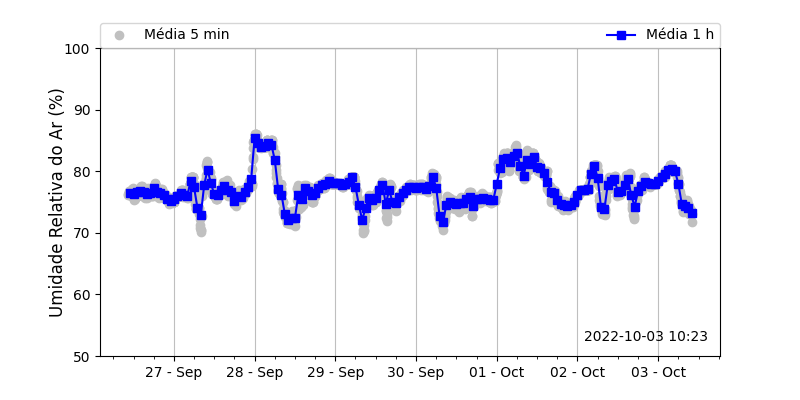 Média 5 min
Média 1 h
Umidade Relativa do Ar (%)
100
90
80
70
60
50
2022-10-03 10:23
27 - Sep
28 - Sep
29 - Sep
30 - Sep
01 - Oct
02 - Oct
03 - Oct